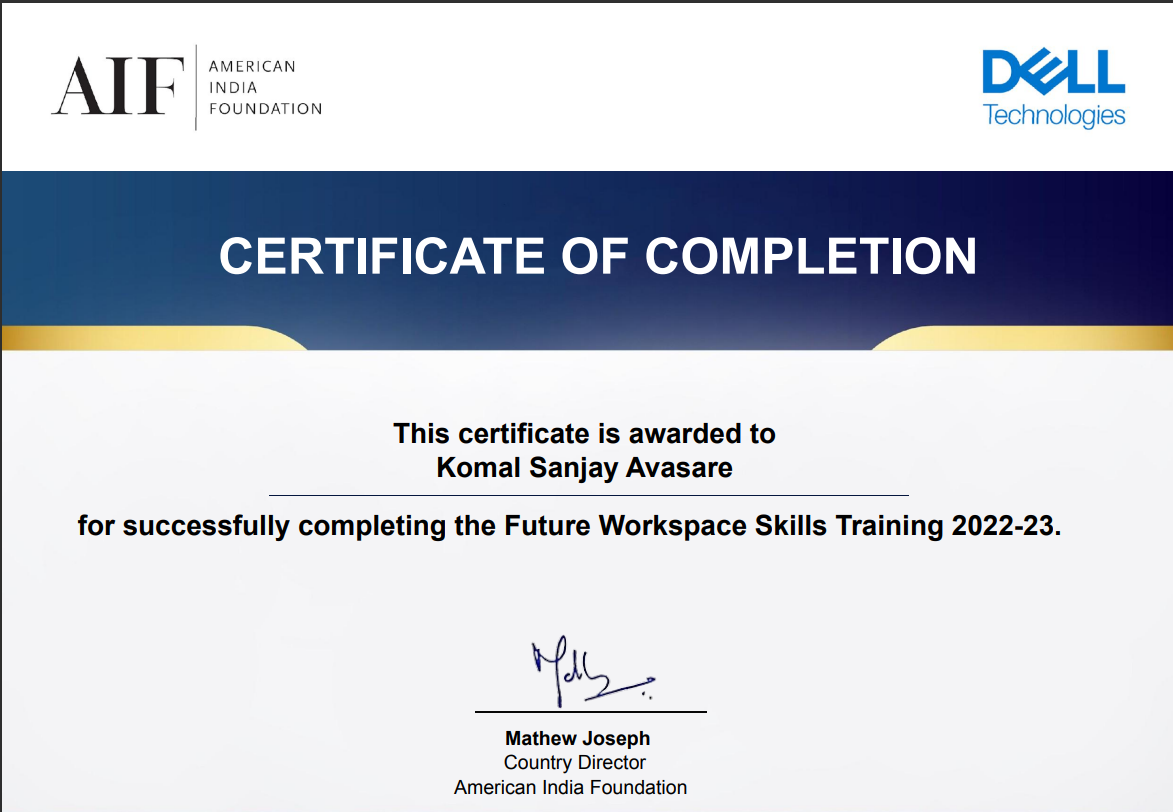 AIF
AMERICAN
INDIA
FOUNDATION
DELL
Technologies
CERTIFICATE OF COMPLETION
This certificate is awarded to
Komal Sanjay Avasare
for successfully completing the Future Workspace Skills Training 2022-23.
Mathew Joseph
Country Director
American India Foundation